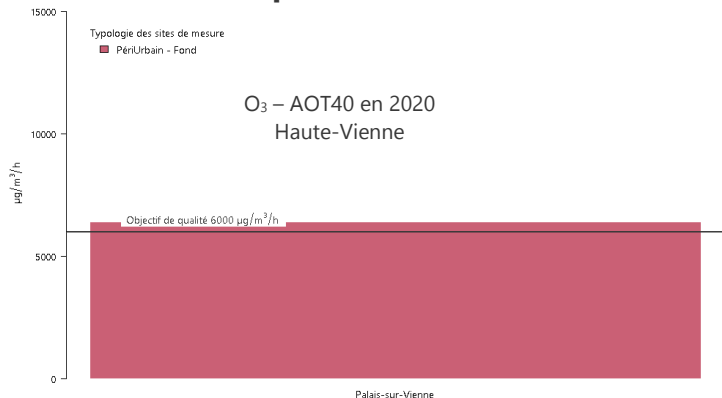 15000
Typologie des sites de mesure
PériUrbain - Fond
O₃ – AOT40 en 2020
Haute-Vienne
10000
µg/m³/h
Objectif de qualité 6000 µg/m³/h
5000
0
Palais-sur-Vienne